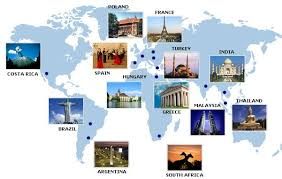 POLAND
FRANCE
TURKEY
INDIA
COSTA RICA
SPAIN
HUNGARY
GREECE
MALAYSIA
THAILAND
BRAZIL
ARGENTINA
SOUTH AFRICA